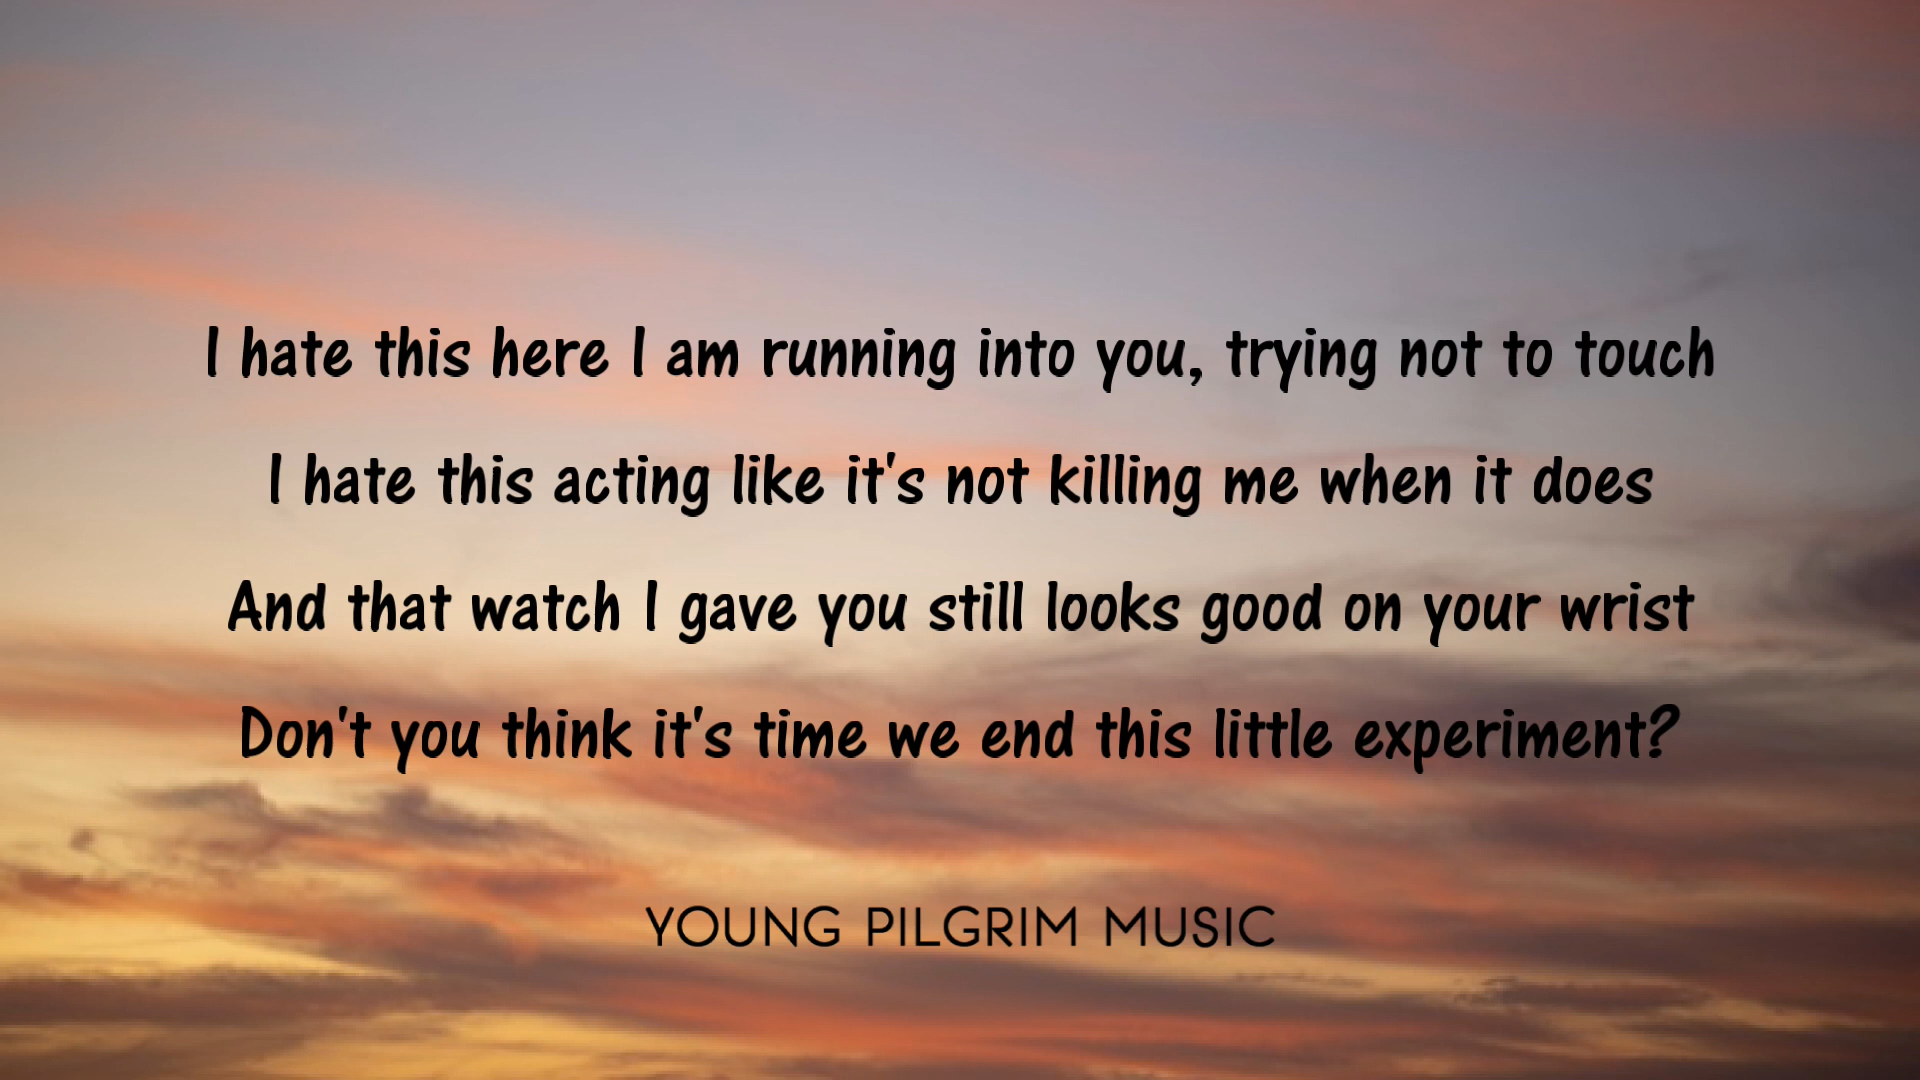 I hate this here I am running into you, trying not to touch
I hate this acting like it's not killing me when it does
And that watch I gave you still looks good on your wrist
Don't you think it's time we end this little experiment?
YOUNG PILGRIM MUSIC